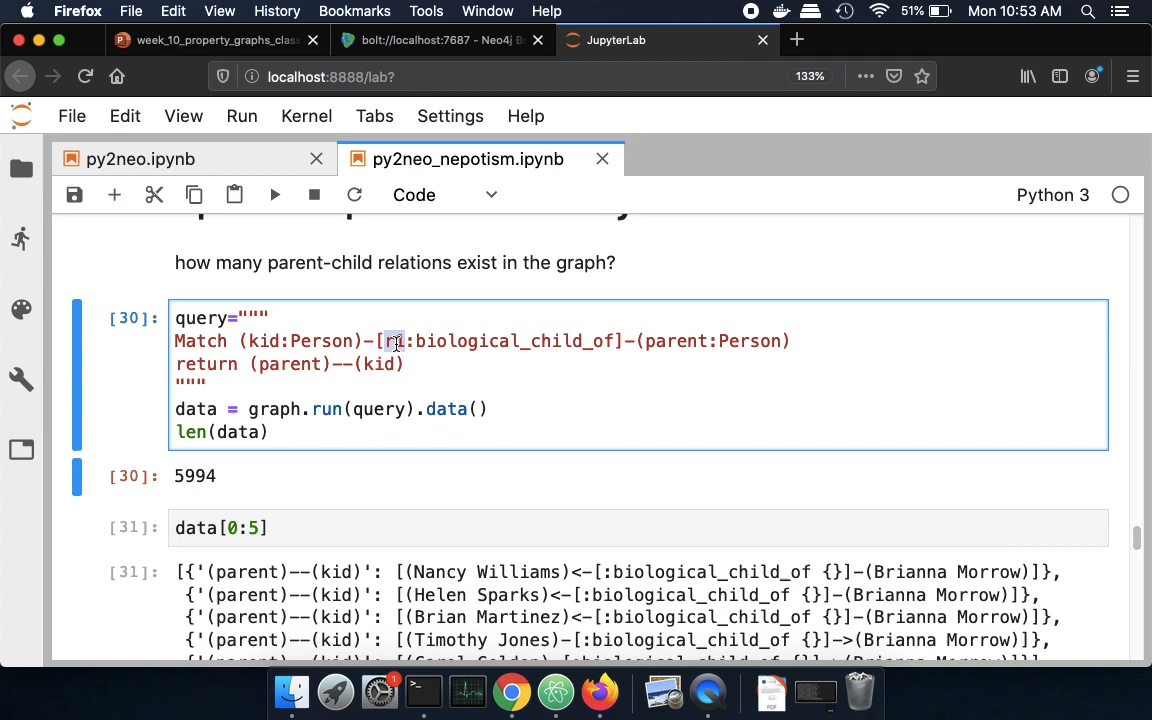 Firefox File Edit View History Bookmarks Tools Window Help 51% Mon 10:53 AM
week_10_property_graphs_clas
bolt://localhost:7687 - Neo4j B
JupyterLab
localhost:8888/lab? 133%
File Edit View Run Kernel Tabs Settings Help
py2neo.ipynb
py2neo_nepotism.ipynb
Code Python 3
how many parent-child relations exist in the graph?
[30]: query="""
Match (kid:Person)-[r1:biological_child_of]-(parent:Person)
return (parent)--(kid)
"""
data = graph.run(query).data()
len(data)
[30]: 5994
[31]: data[0:5]
[31]: [{'(parent)--(kid)': [(Nancy Williams)<-[:biological_child_of {}]-(Brianna Morrow)]},
{'(parent)--(kid)': [(Helen Sparks)<-[:biological_child_of {}]-(Brianna Morrow)]},
{'(parent)--(kid)': [(Brian Martinez)<-[:biological_child_of {}]-(Brianna Morrow)]},
{'(parent)--(kid)': [(Timothy Jones)-[:biological_child_of {}]->(Brianna Morrow)]},
1
PDF